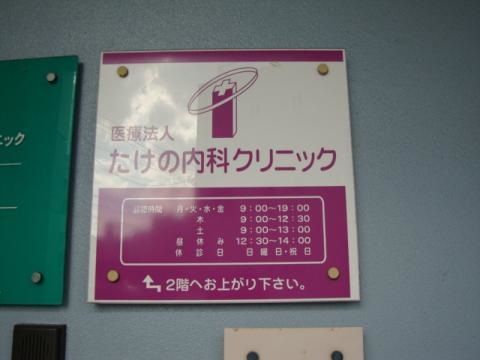 ニック
医療法人
たけの内科クリニック
診療時間 月・火・水・金 9:00〜19:00
木 9:00〜12:30
土 9:00〜13:00
昼休み 12:30〜14:00
休診日 日曜日・祝日
2階へお上がり下さい。